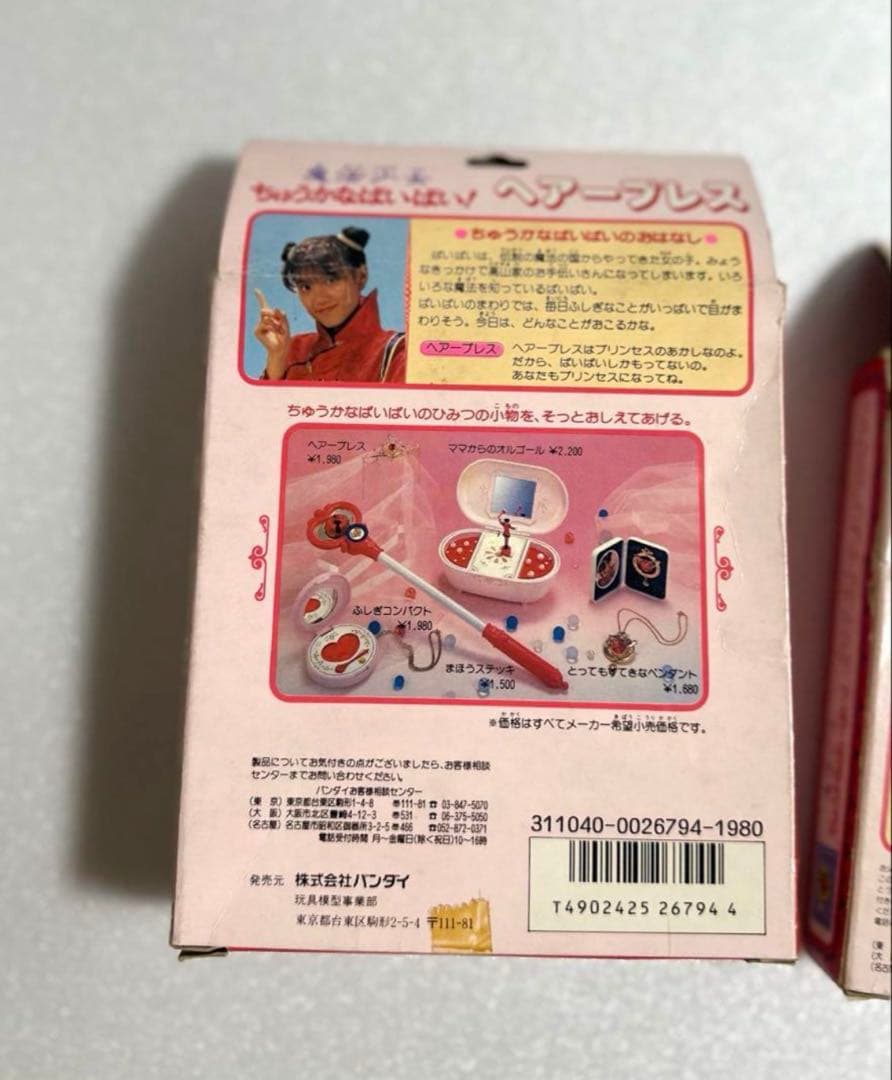 魔法少女
ちゅうかなぱいぱい!
ヘアーブレス
●ちゅうかなぱいぱいのおはなし●
ぱいぱいは、伝説の魔法の国からやってきた女の子。みょう
なきっかけで高山家のお手伝いさんになってしまいます。いろ
いろな魔法を知っているぱいぱい。
ぱいぱいのまわりでは、毎日ふしぎなことがいっぱいで目がま
わりそう。今日は、どんなことがおこるかな。
ヘアーブレス
ヘアーブレスはプリンセスのあかしなのよ。
だから、ぱいぱいしかもってないの。
あなたもプリンセスになってね。
ちゅうかなぱいぱいのひみつの小物を、そっとおしえてあげる。
ヘアーブレス
¥1,980
ママからのオルゴール ¥2,200
ふしぎコンパクト
¥1,980
まほうステッキ
¥1,500
とってもすてきなペンダント
¥1,680
※価格はすべてメーカー希望小売価格です。
製品についてお気付きの点がございましたら、お客様相談
センターまでお問い合わせください。
バンダイお客様相談センター
(東 京) 東京都台東区駒形1-4-8 〒111-81 ☎ 03-847-5070
(大 阪) 大阪市北区豊崎4-12-3 〒531 ☎ 06-375-5050
(名古屋) 名古屋市昭和区御器所3-2-5 〒466 ☎052-872-0371
電話受付時間 月〜金曜日(除く祝日)10〜16時
発売元 株式会社バンダイ
玩具模型事業部
東京都台東区駒形2-5-4 〒111-81
311040-0026794-1980
T4902425 26794 4